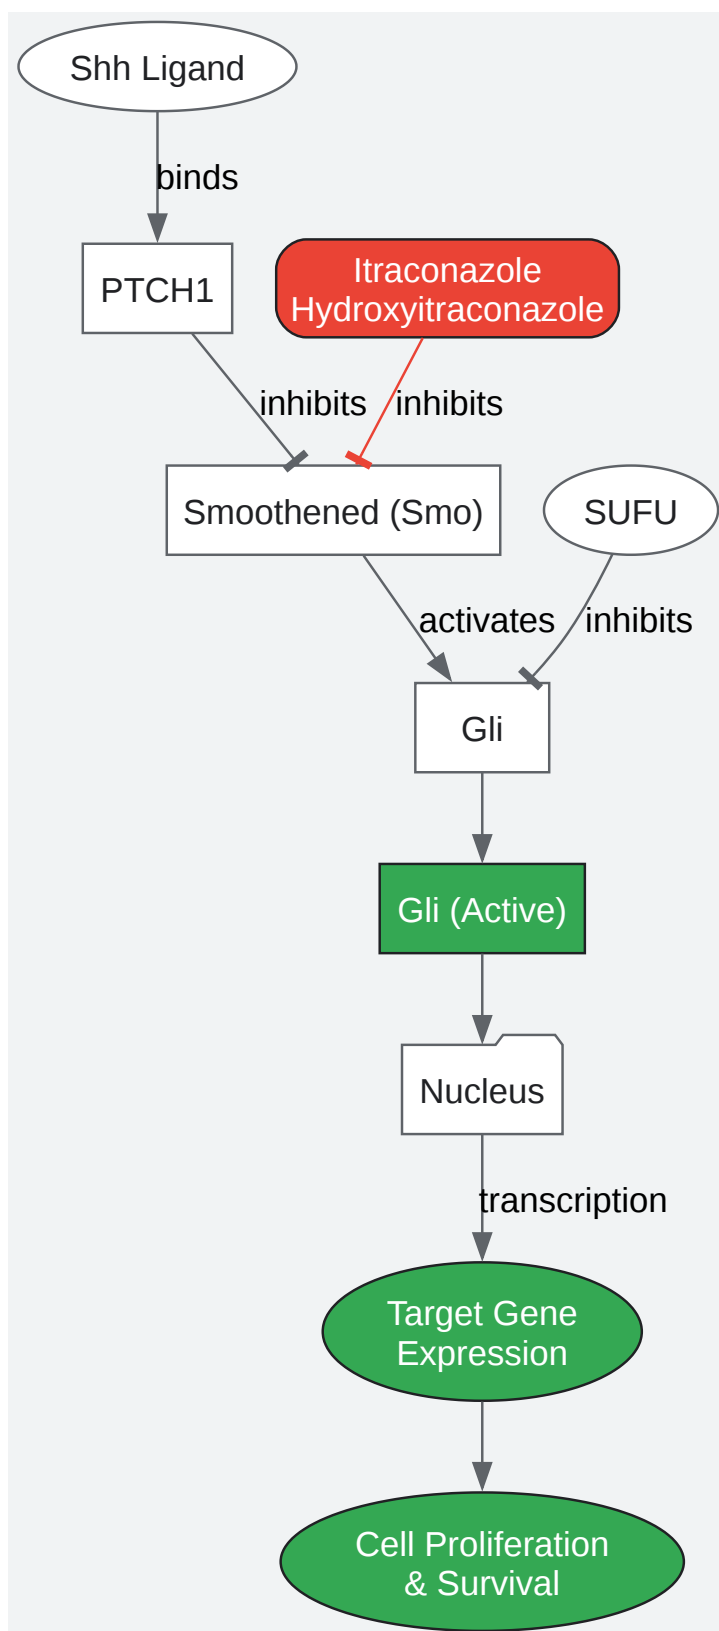 Shh Ligand
binds
PTCH1
Itraconazole
Hydroxyitraconazole
inhibits
inhibits
Smoothened (Smo)
SUFU
activates
inhibits
Gli
Gli (Active)
Nucleus
transcription
Target Gene
Expression
Cell Proliferation
& Survival